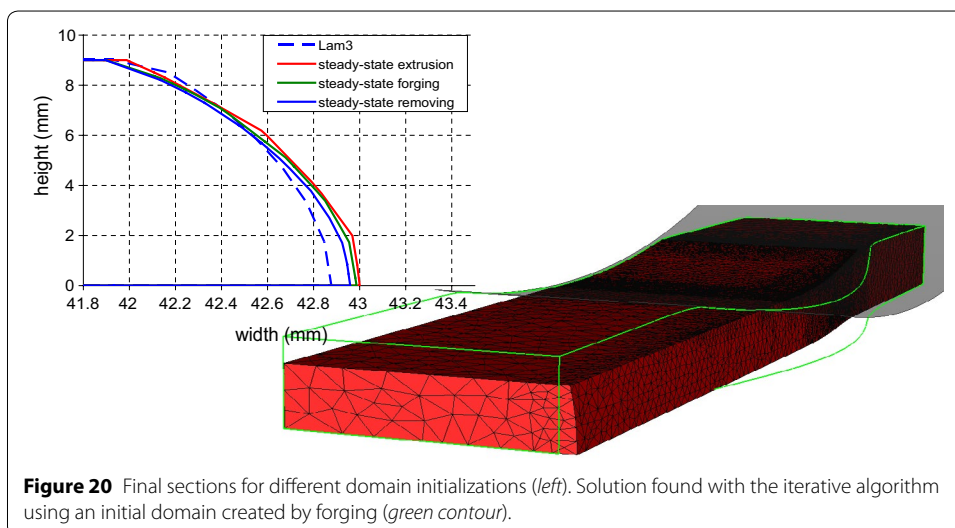 10
8
6
4
2
0
height (mm)
Lam3
steady-state extrusion
steady-state forging
steady-state removing
41.8 42 42.2 42.4 42.6 42.8 43 43.2 43.4
width (mm)
Figure 20 Final sections for different domain initializations (left). Solution found with the iterative algorithm
using an initial domain created by forging (green contour).